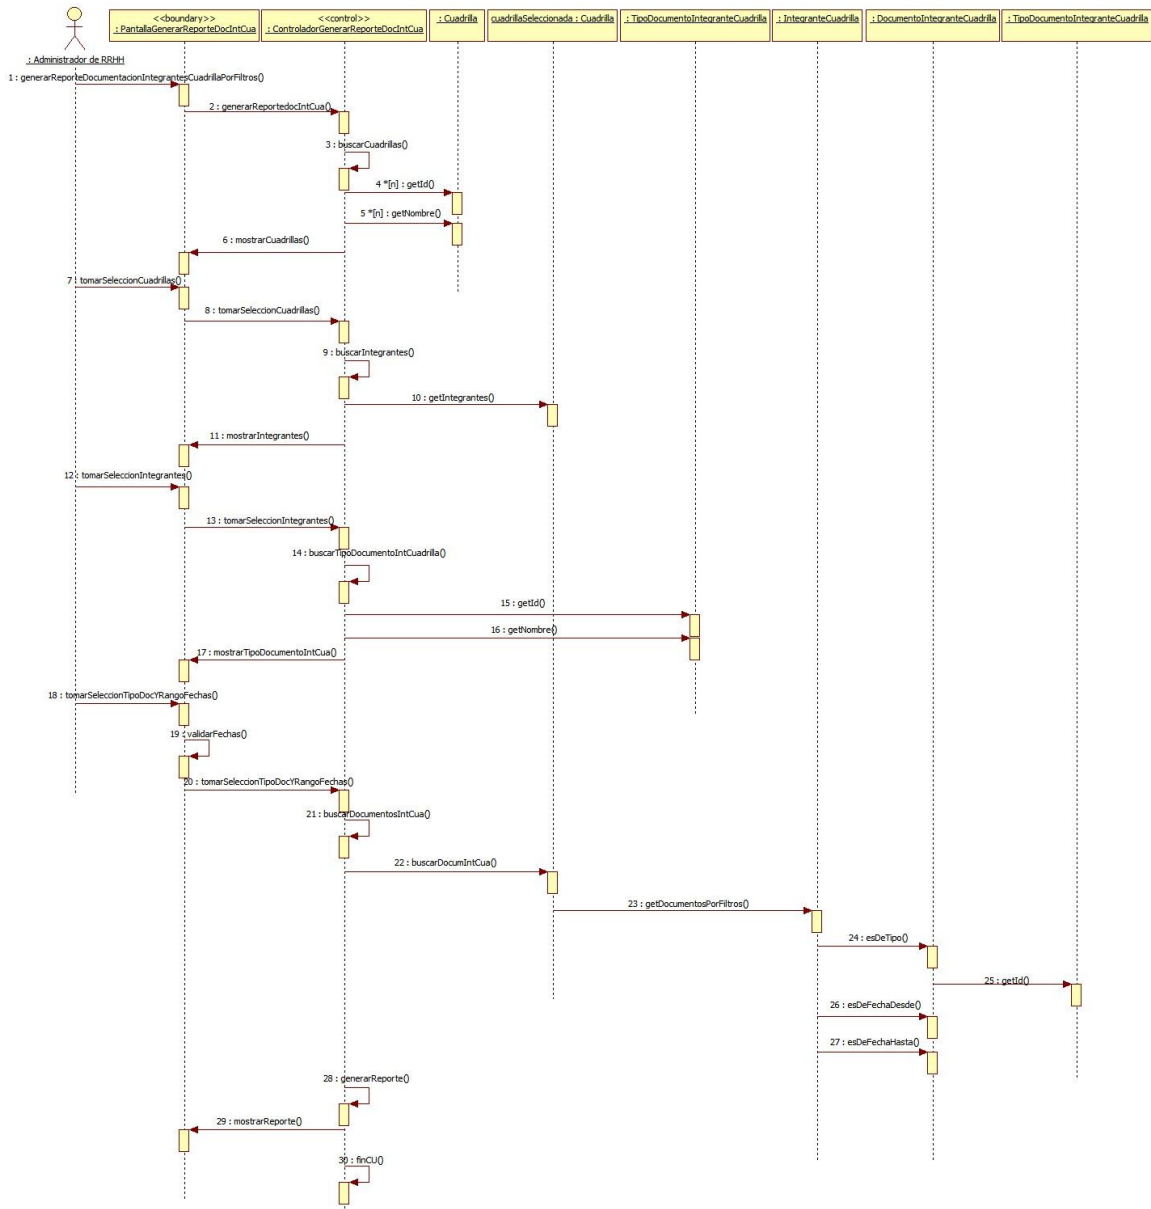 <<boundary>>
: PantallaGenerarReporteDocIntCua
<<control>>
: ControladorGenerarReporteDocIntCua
: Cuadrilla
cuadrillaSeleccionada : Cuadrilla
: TipoDocumentoIntegranteCuadrilla
: IntegranteCuadrilla
: DocumentoIntegranteCuadrilla
: TipoDocumentoIntegranteCuadrilla
: Administrador de RRHH
1 : generarReporteDocumentacionIntegrantesCuadrillaPorFiltros()
2 : generarReportedocIntCua()
3 : buscarCuadrillas()
4 *[n] : getId()
5 *[n] : getNombre()
6 : mostrarCuadrillas()
7 : tomarSeleccionCuadrillas()
8 : tomarSeleccionCuadrillas()
9 : buscarIntegrantes()
10 : getIntegrantes()
11 : mostrarIntegrantes()
12 : tomarSeleccionIntegrantes()
13 : tomarSeleccionIntegrantes()
14 : buscarTipoDocumentoIntCuadrilla()
15 : getId()
16 : getNombre()
17 : mostrarTipoDocumentoIntCua()
18 : tomarSeleccionTipoDocYRangoFechas()
19 : validarFechas()
20 : tomarSeleccionTipoDocYRangoFechas()
21 : buscarDocumentosIntCua()
22 : buscarDocumIntCua()
23 : getDocumentosPorFiltros()
24 : esDeTipo()
25 : getId()
26 : esDeFechaDesde()
27 : esDeFechaHasta()
28 : generarReporte()
29 : mostrarReporte()
30 : finCU()